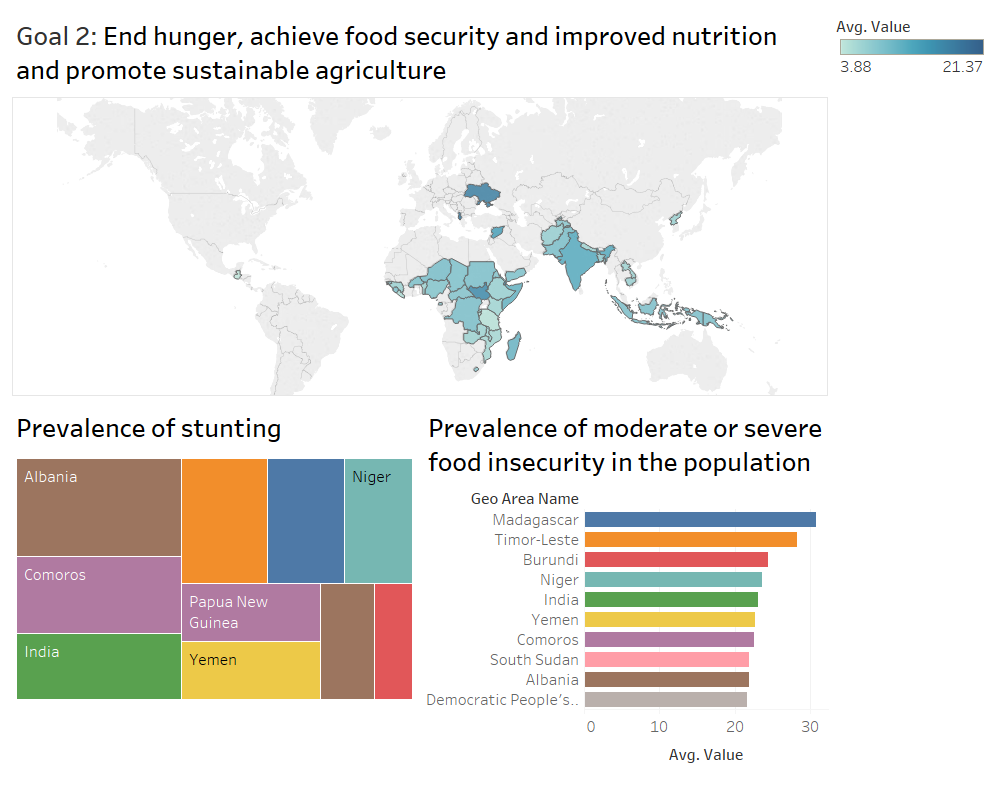 Goal 2: End hunger, achieve food security and improved nutrition
and promote sustainable agriculture
Avg. Value
3.88 21.37
Prevalence of stunting
Albania
Niger
Comoros
Papua New
Guinea
India
Yemen
Prevalence of moderate or severe
food insecurity in the population
Geo Area Name
Madagascar
Timor-Leste
Burundi
Niger
India
Yemen
Comoros
South Sudan
Albania
Democratic People's..
0 10 20 30
Avg. Value